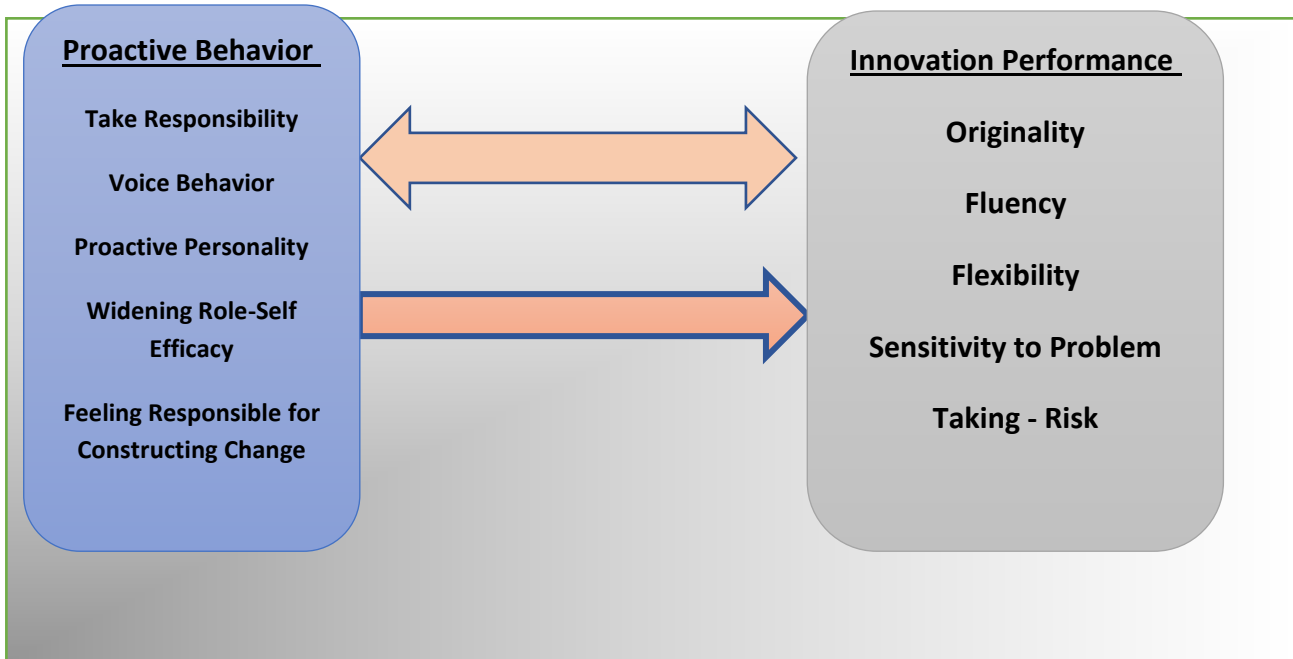 Proactive Behavior
Take Responsibility
Voice Behavior
Proactive Personality
Widening Role-Self
Efficacy
Feeling Responsible for
Constructing Change
Innovation Performance
Originality
Fluency
Flexibility
Sensitivity to Problem
Taking - Risk